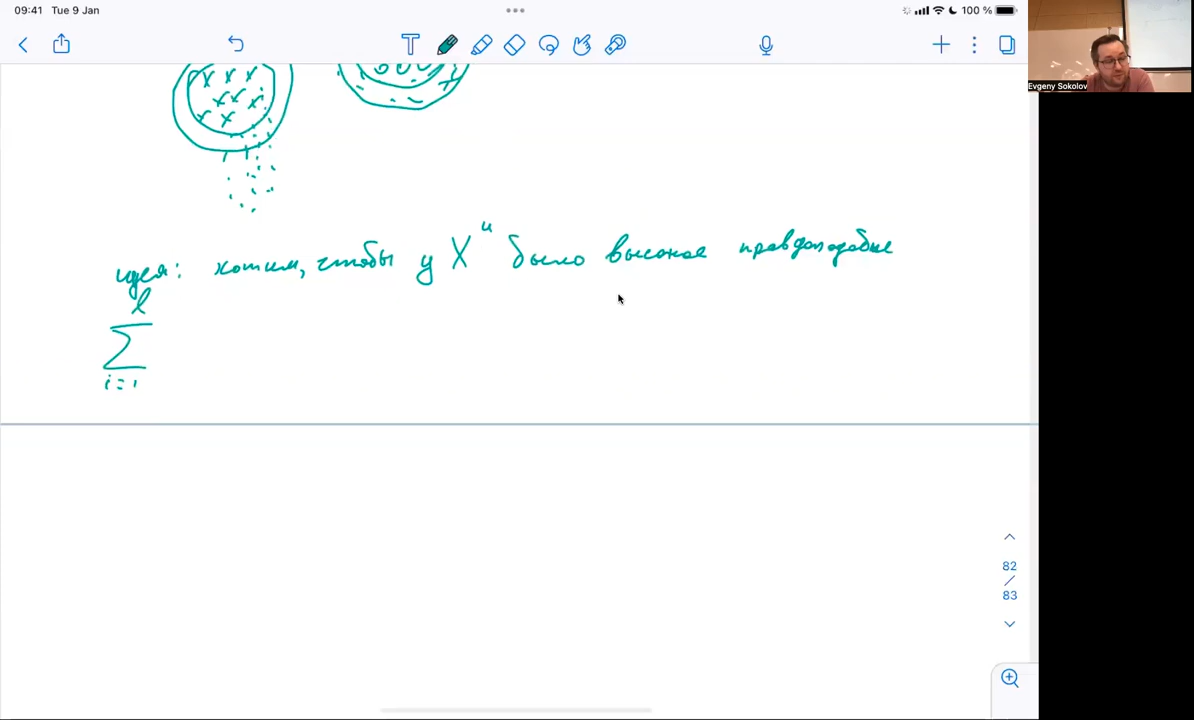 09:41 Tue 9 Jan
100 %
Evgeny Sokolov
идея: хотим, чтобы у X^u было высокое правдоподобие
ℓ
∑
i=1
82
83